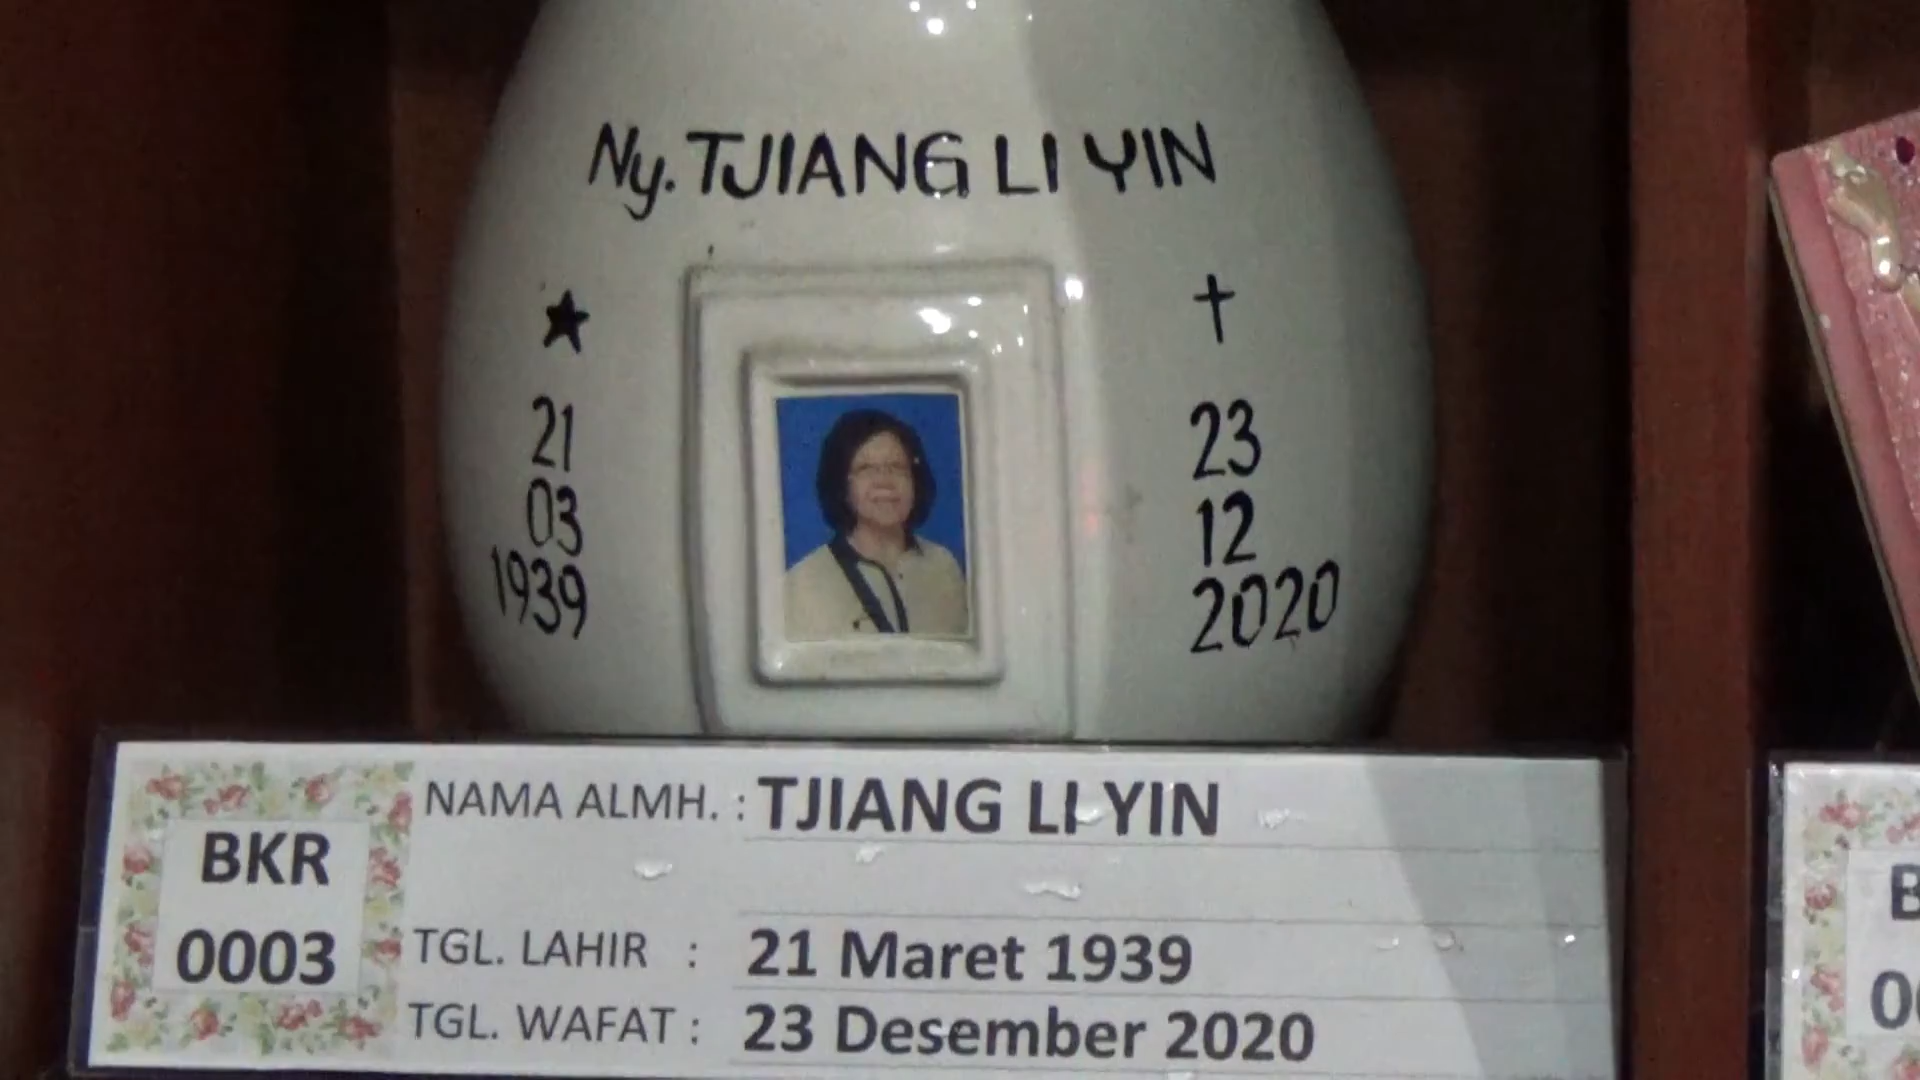 Ny. TJIANG LI YIN
21
03
1939
23
12
2020
BKR
0003
NAMA ALMH. : TJIANG LI YIN
TGL. LAHIR : 21 Maret 1939
TGL. WAFAT : 23 Desember 2020